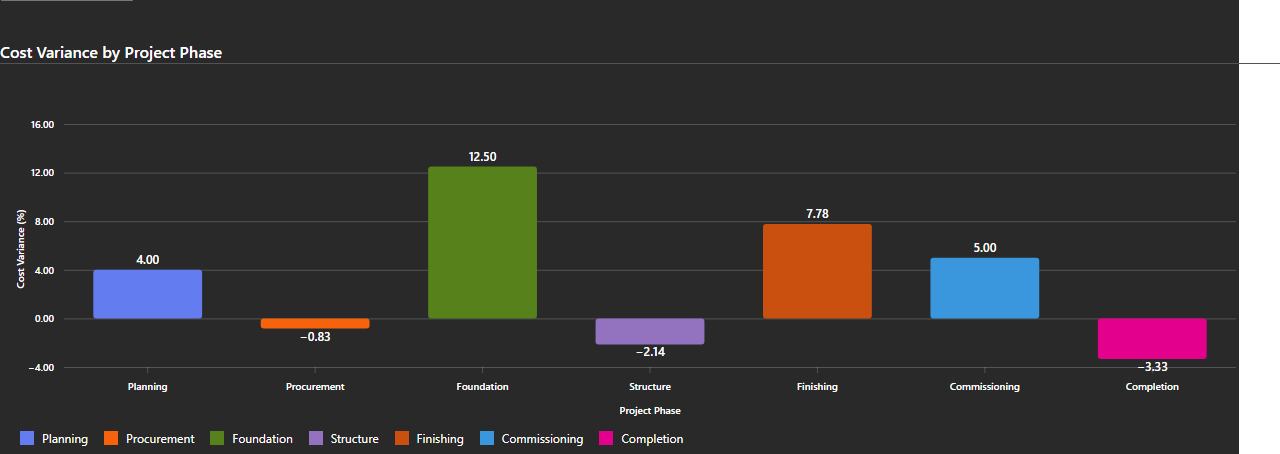 Cost Variance by Project Phase
16.00
12.00
8.00
4.00
0.00
−4.00
Cost Variance (%)
4.00
−0.83
12.50
−2.14
7.78
5.00
−3.33
Planning Procurement Foundation Structure Finishing Commissioning Completion
Project Phase
Planning Procurement Foundation Structure Finishing Commissioning Completion